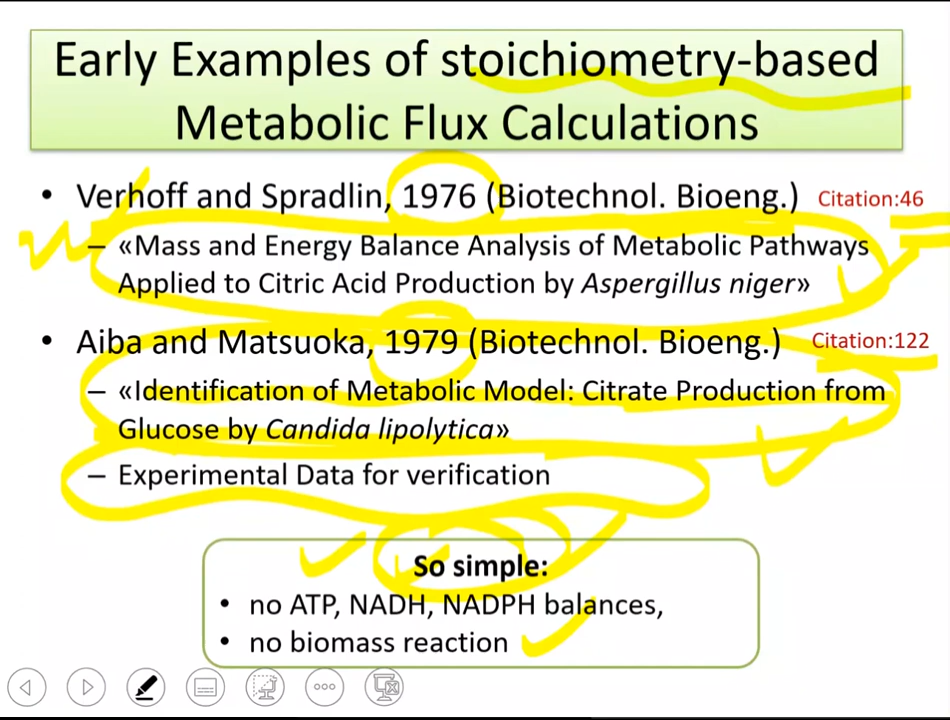 Early Examples of stoichiometry-based
Metabolic Flux Calculations
• Verhoff and Spradlin, 1976 (Biotechnol. Bioeng.) Citation:46
– «Mass and Energy Balance Analysis of Metabolic Pathways
Applied to Citric Acid Production by Aspergillus niger»
• Aiba and Matsuoka, 1979 (Biotechnol. Bioeng.) Citation:122
– «Identification of Metabolic Model: Citrate Production from
Glucose by Candida lipolytica»
– Experimental Data for verification
So simple:
• no ATP, NADH, NADPH balances,
• no biomass reaction